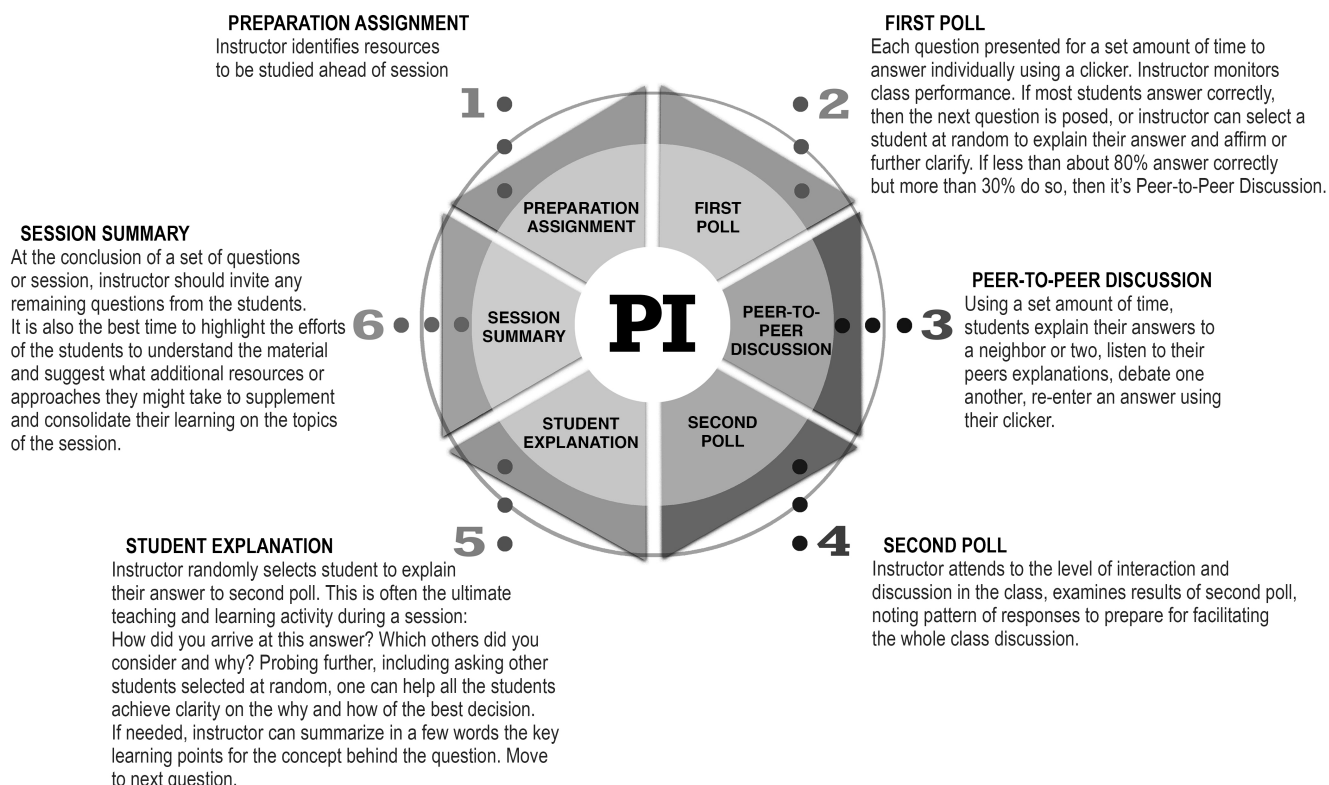 PREPARATION ASSIGNMENT
Instructor identifies resources
to be studied ahead of session
1
FIRST POLL
Each question presented for a set amount of time to
answer individually using a clicker. Instructor monitors
class performance. If most students answer correctly,
then the next question is posed, or instructor can select a
student at random to explain their answer and affirm or
further clarify. If less than about 80% answer correctly
but more than 30% do so, then it's Peer-to-Peer Discussion.
2
PEER-TO-PEER DISCUSSION
Using a set amount of time,
students explain their answers to
a neighbor or two, listen to their
peers explanations, debate one
another, re-enter an answer using
their clicker.
3
SECOND POLL
Instructor attends to the level of interaction and
discussion in the class, examines results of second poll,
noting pattern of responses to prepare for facilitating
the whole class discussion.
4
STUDENT EXPLANATION
Instructor randomly selects student to explain
their answer to second poll. This is often the ultimate
teaching and learning activity during a session:
How did you arrive at this answer? Which others did you
consider and why? Probing further, including asking other
students selected at random, one can help all the students
achieve clarity on the why and how of the best decision.
If needed, instructor can summarize in a few words the key
learning points for the concept behind the question. Move
to next question.
5
SESSION SUMMARY
At the conclusion of a set of questions
or session, instructor should invite any
remaining questions from the students.
It is also the best time to highlight the efforts
of the students to understand the material
and suggest what additional resources or
approaches they might take to supplement
and consolidate their learning on the topics
of the session.
6
PREPARATION
ASSIGNMENT
FIRST
POLL
PEER-TO-
PEER
DISCUSSION
SECOND
POLL
STUDENT
EXPLANATION
SESSION
SUMMARY
PI